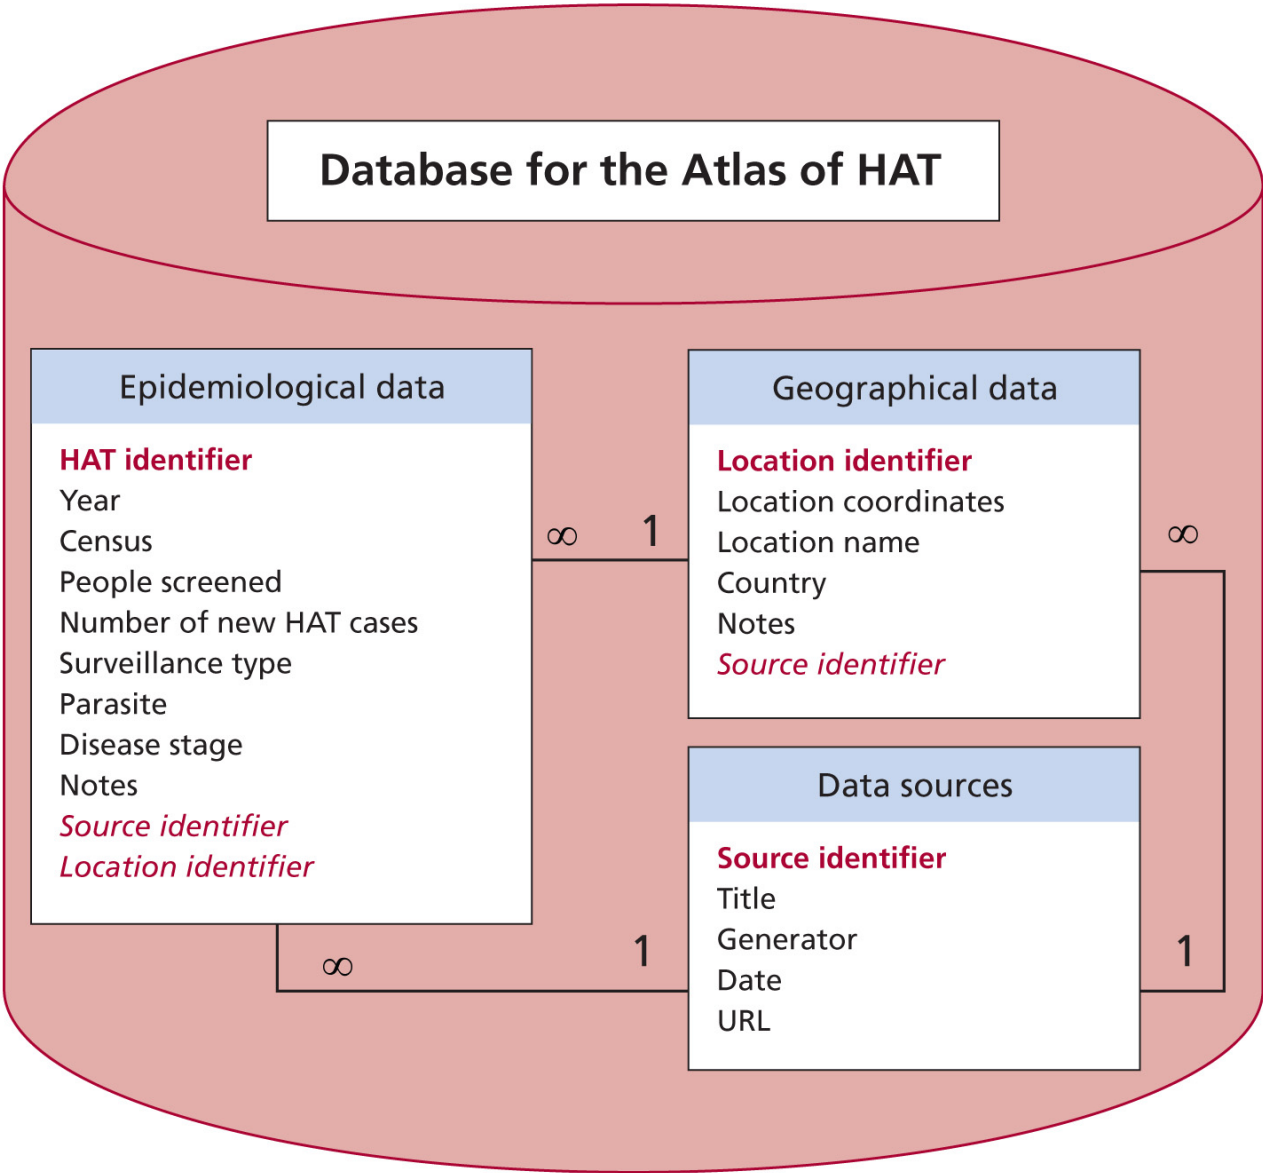 Database for the Atlas of HAT
Epidemiological data
HAT identifier
Year
Census
People screened
Number of new HAT cases
Surveillance type
Parasite
Disease stage
Notes
Source identifier
Location identifier
∞ 1
Geographical data
Location identifier
Location coordinates
Location name
Country
Notes
Source identifier
∞
Data sources
Source identifier
Title
Generator
Date
URL
∞ 1
1